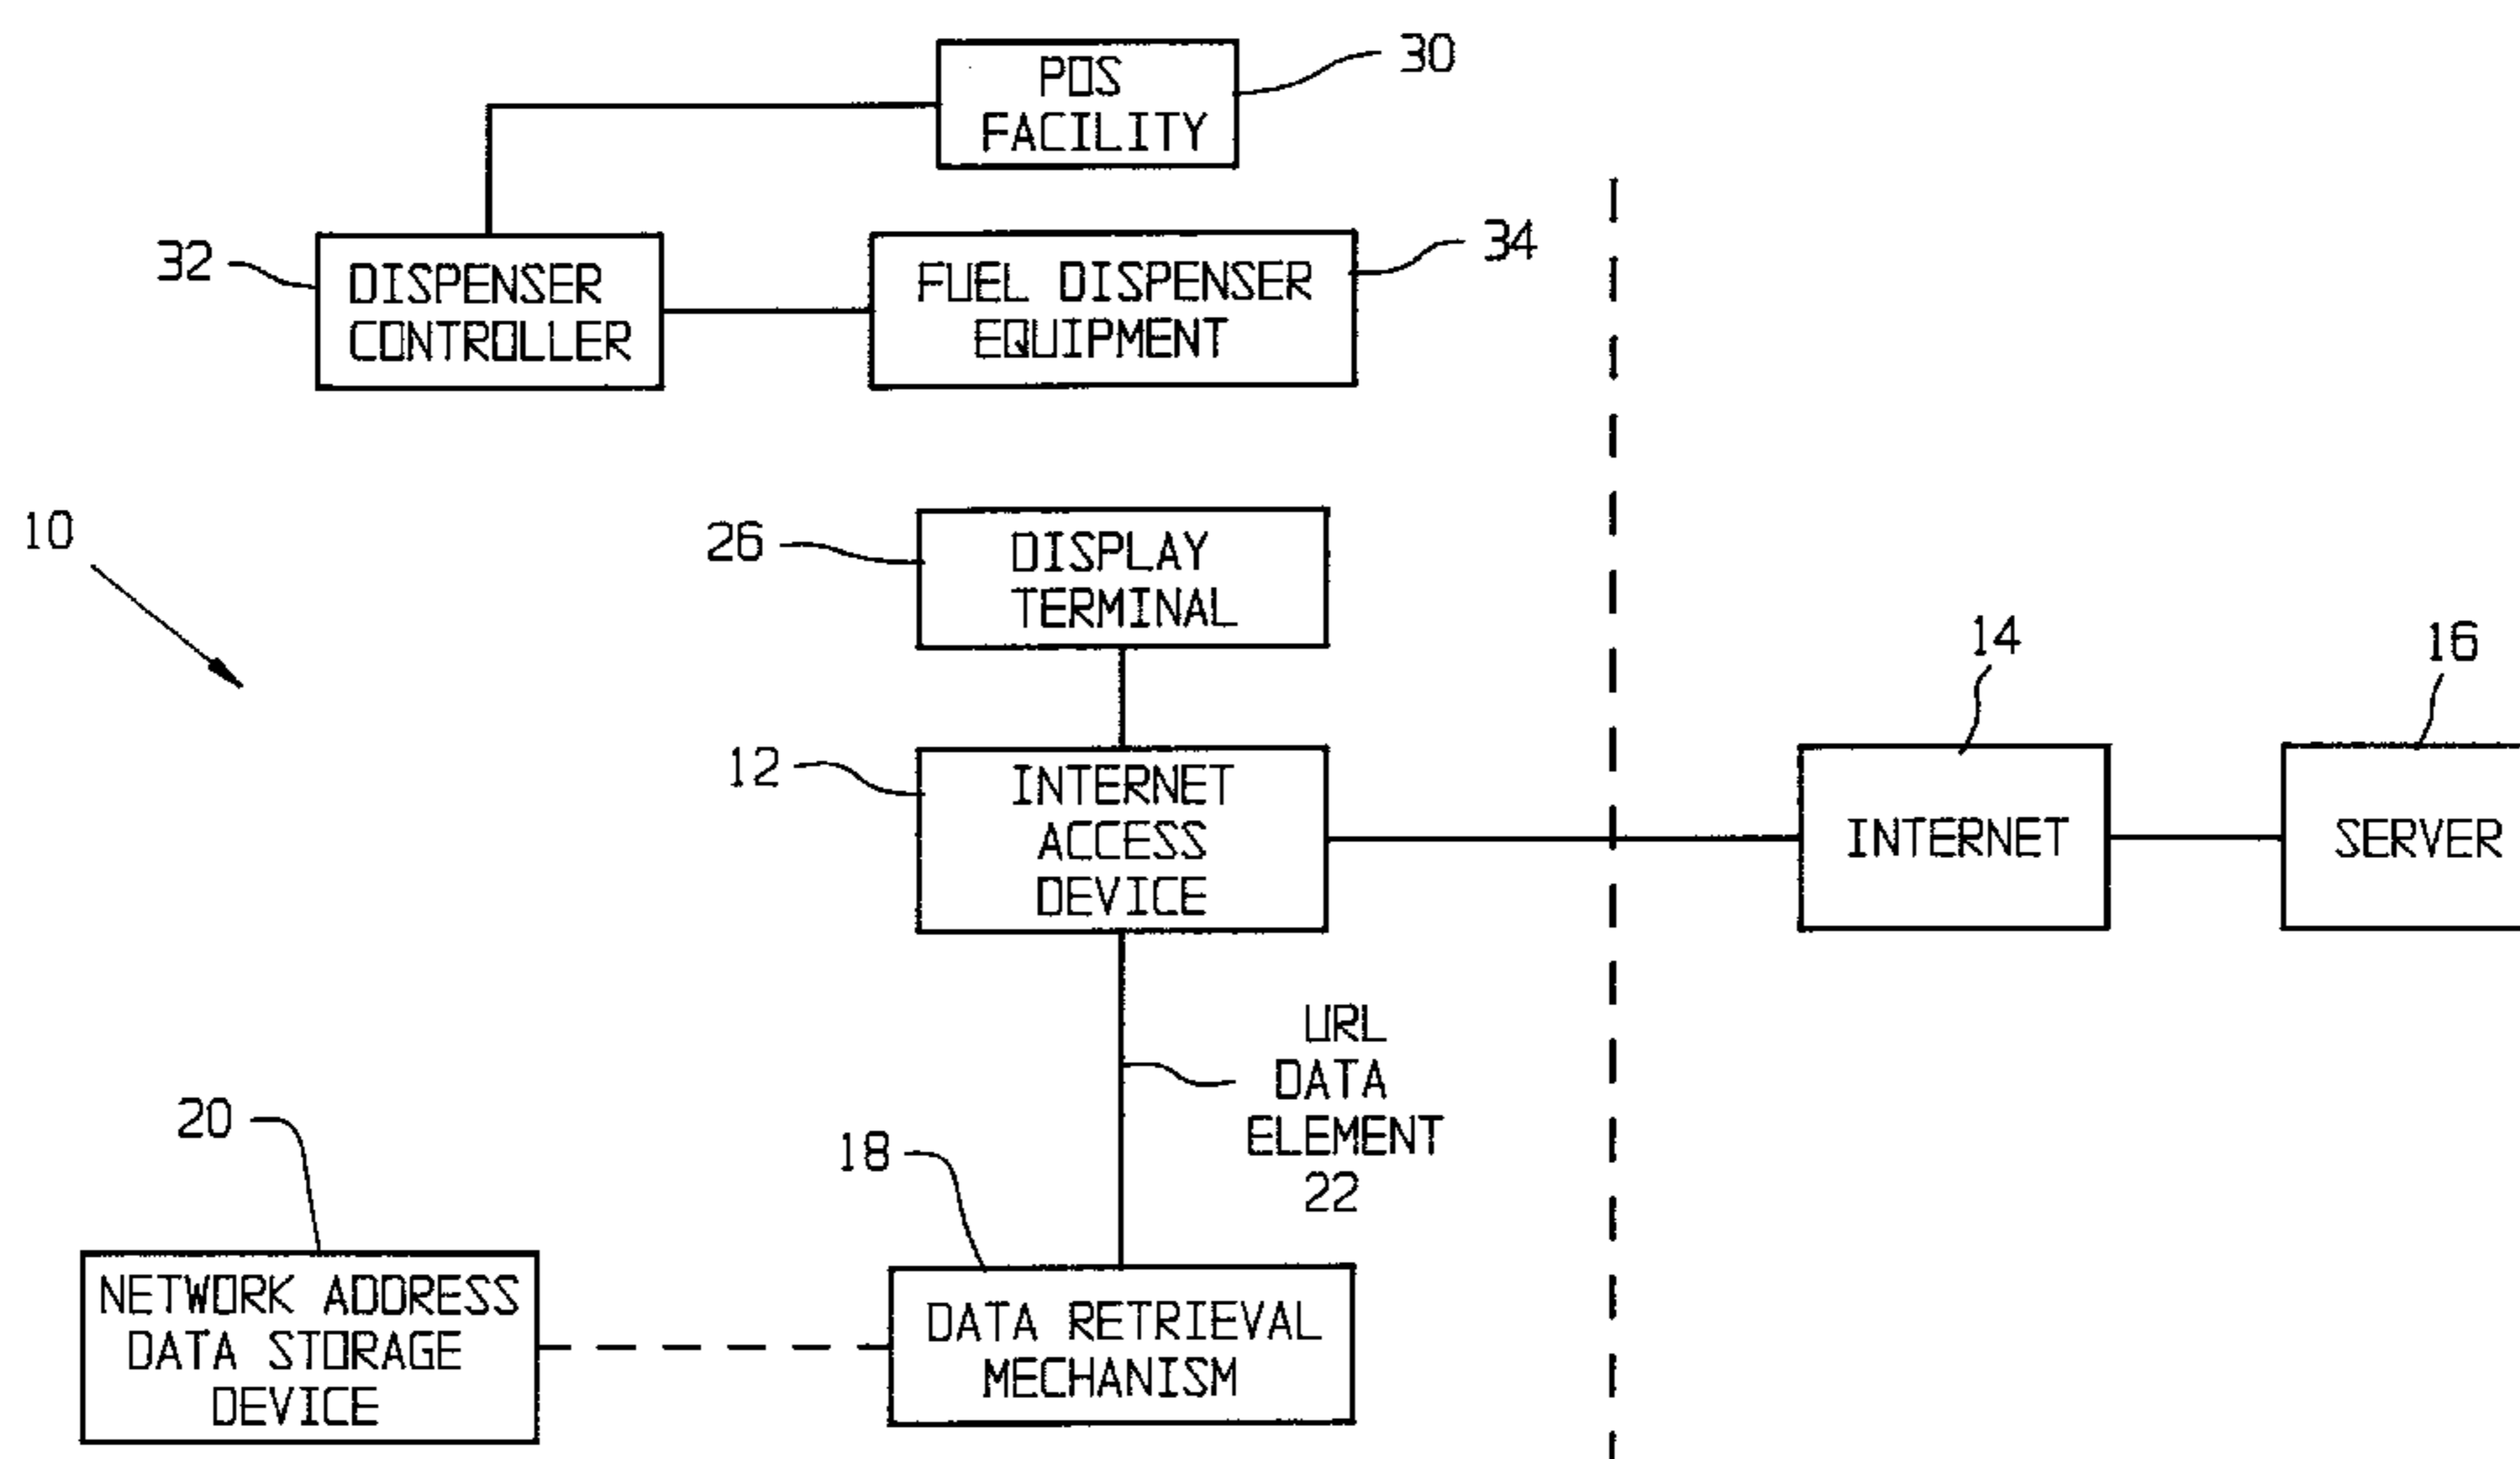 30
POS
FACILITY
32
DISPENSER
CONTROLLER
34
FUEL DISPENSER
EQUIPMENT
10
26
DISPLAY
TERMINAL
12
INTERNET
ACCESS
DEVICE
14
INTERNET
16
SERVER
URL
DATA
ELEMENT
22
20
NETWORK ADDRESS
DATA STORAGE
DEVICE
18
DATA RETRIEVAL
MECHANISM